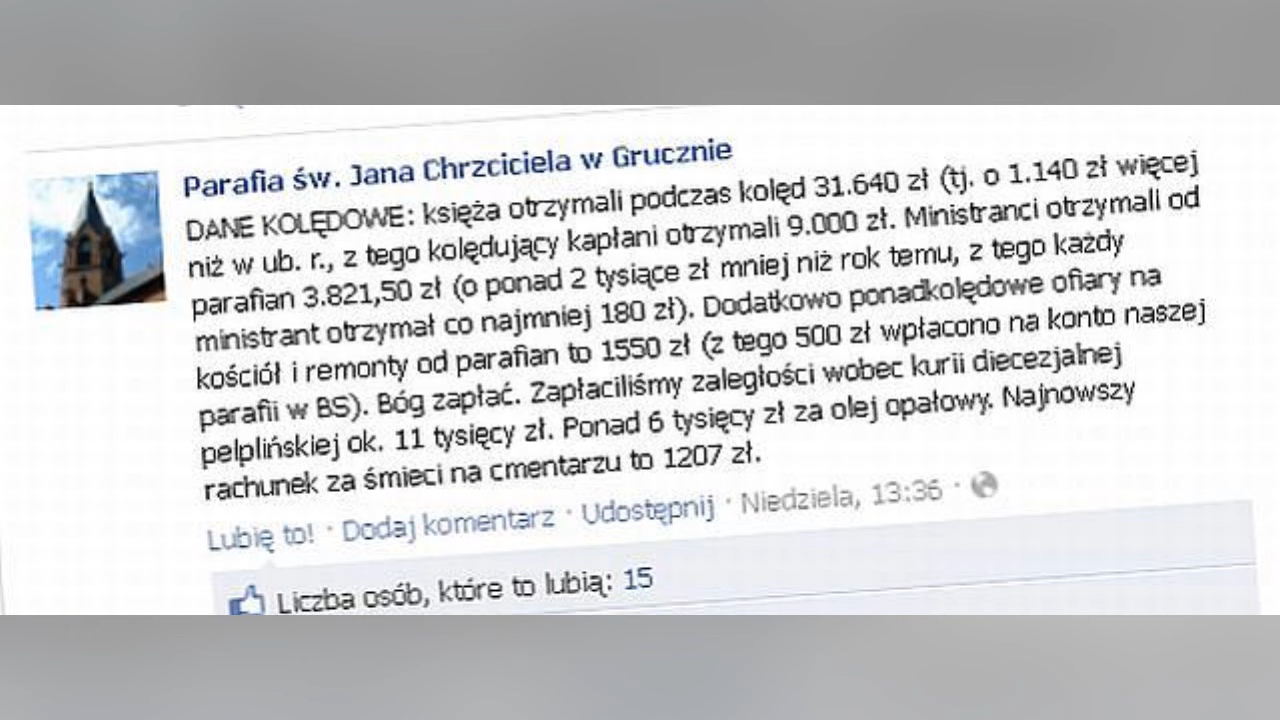 Parafia św. Jana Chrzciciela w Grucznie
DANE KOLĘDOWE: księża otrzymali podczas kolęd 31.640 zł (tj. o 1.140 zł więcej
niż w ub. r., z tego kolędujący kapłani otrzymali 9.000 zł. Ministranci otrzymali od
parafian 3.821,50 zł (o ponad 2 tysiące zł mniej niż rok temu, z tego każdy
ministrant otrzymał co najmniej 180 zł). Dodatkowo ponadkolędowe ofiary na
kościół i remonty od parafian to 1550 zł (z tego 500 zł wpłacono na konto naszej
parafii w BS). Bóg zapłać. Zapłaciliśmy zaległości wobec kurii diecezjalnej
pelplińskiej ok. 11 tysięcy zł. Ponad 6 tysięcy zł za olej opałowy. Najnowszy
rachunek za śmieci na cmentarzu to 1207 zł.
Lubię to! · Dodaj komentarz · Udostępnij · Niedziela, 13:36 ·
Liczba osób, które to lubią: 15